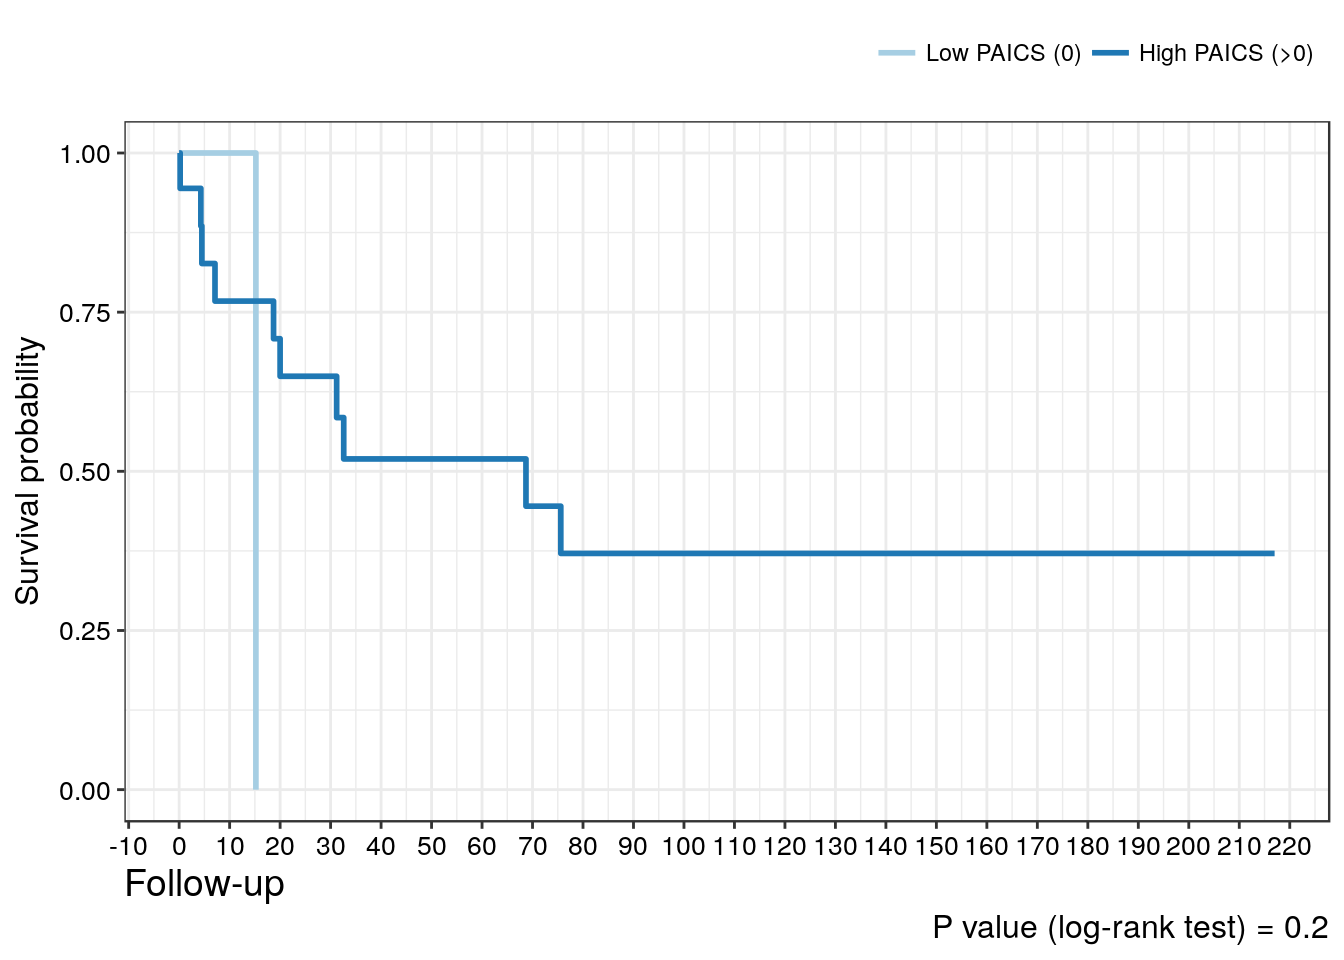 Low PAICS (0) High PAICS (>0)
1.00
0.75
0.50
0.25
0.00
Survival probability
-10 0 10 20 30 40 50 60 70 80 90 100 110 120 130 140 150 160 170 180 190 200 210 220
Follow-up
P value (log-rank test) = 0.2